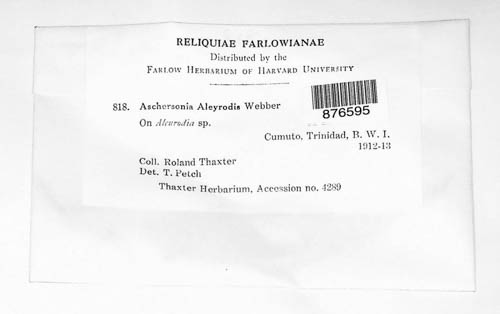 RELIQUIAE FARLOWIANAE
Distributed by the
FARLOW HERBARIUM OF HARVARD UNIVERSITY
818. Aschersonia Aleyrodis Webber
876595
On Aleurodia sp.
Cumuto, Trinidad, B. W. I.
1912-13
Coll. Roland Thaxter
Det. T. Petch
Thaxter Herbarium, Accession no. 4289